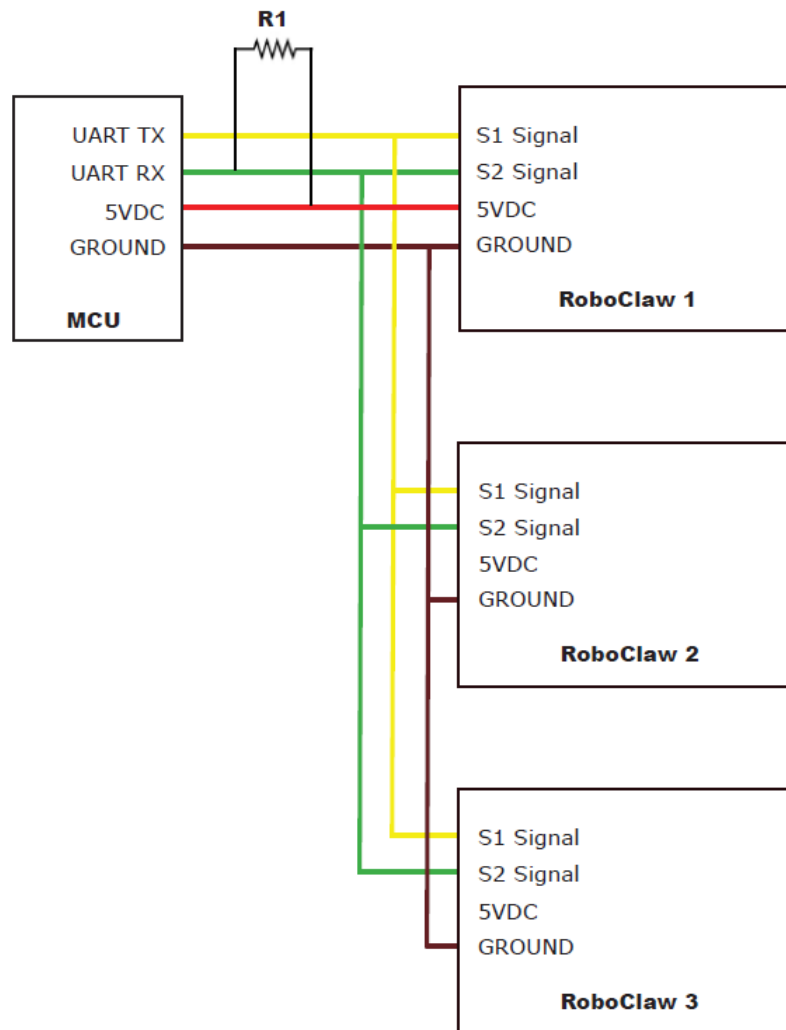 R1
UART TX
UART RX
5VDC
GROUND
MCU
S1 Signal
S2 Signal
5VDC
GROUND
RoboClaw 1
S1 Signal
S2 Signal
5VDC
GROUND
RoboClaw 2
S1 Signal
S2 Signal
5VDC
GROUND
RoboClaw 3